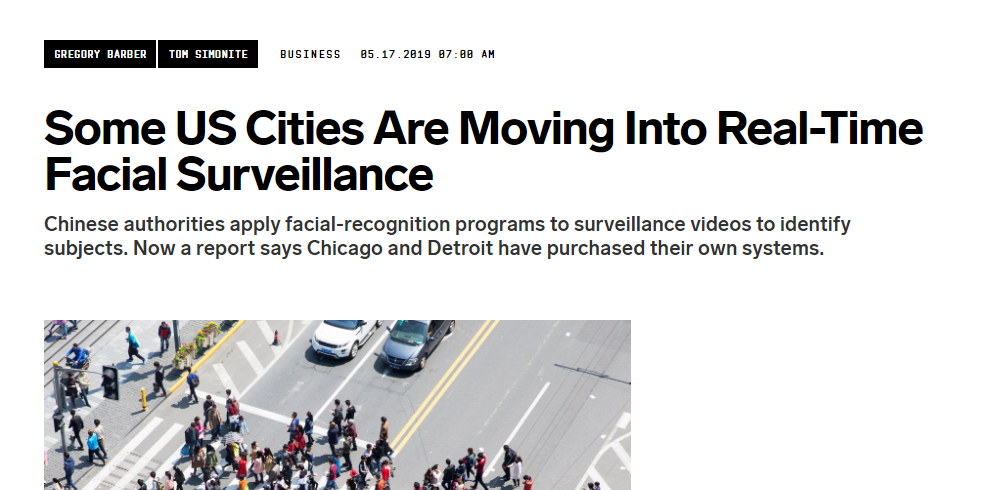 GREGORY BARBER TOM SIMONITE BUSINESS 05.17.2019 07:00 AM
Some US Cities Are Moving Into Real-Time
Facial Surveillance
Chinese authorities apply facial-recognition programs to surveillance videos to identify
subjects. Now a report says Chicago and Detroit have purchased their own systems.